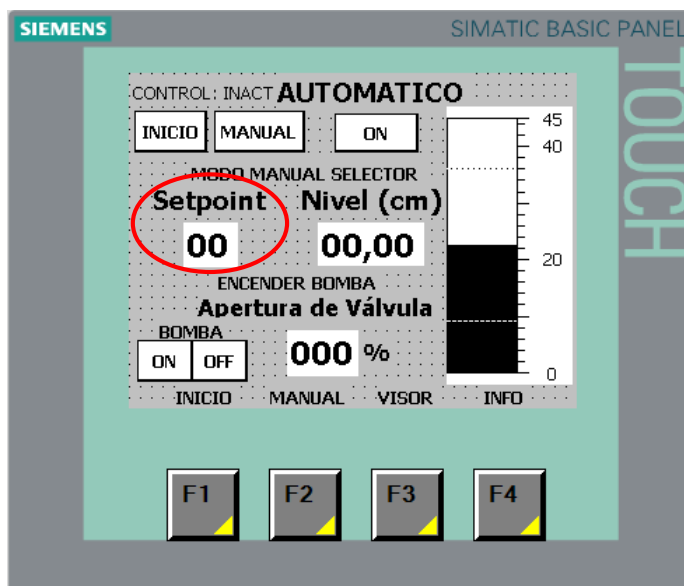 SIEMENS SIMATIC BASIC PANEL
TOUCH
CONTROL: INACT AUTOMATICO
INICIO MANUAL ON
MODO MANUAL SELECTOR
Setpoint Nivel (cm)
00 00,00
ENCENDER BOMBA
Apertura de Válvula
BOMBA
ON OFF 000 %
45
40
20
0
INICIO MANUAL VISOR INFO
F1 F2 F3 F4